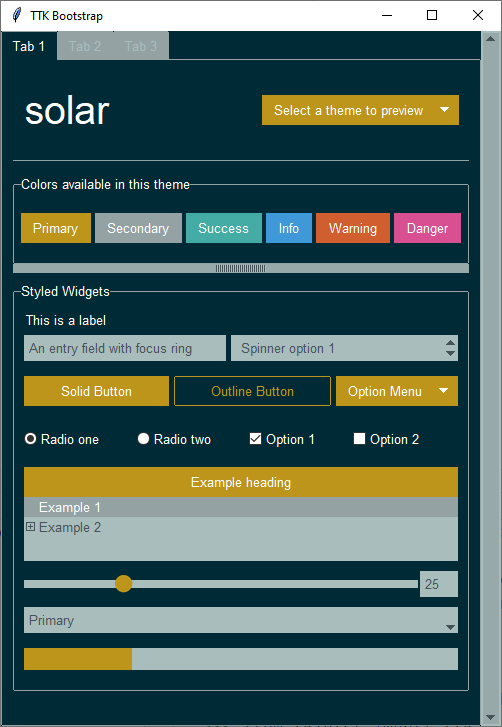 TTK Bootstrap
Tab 1 Tab 2 Tab 3
solar
Select a theme to preview
Colors available in this theme
Primary Secondary Success Info Warning Danger
Styled Widgets
This is a label
An entry field with focus ring Spinner option 1
Solid Button Outline Button Option Menu
Radio one Radio two Option 1 Option 2
Example heading
Example 1
Example 2
25
Primary